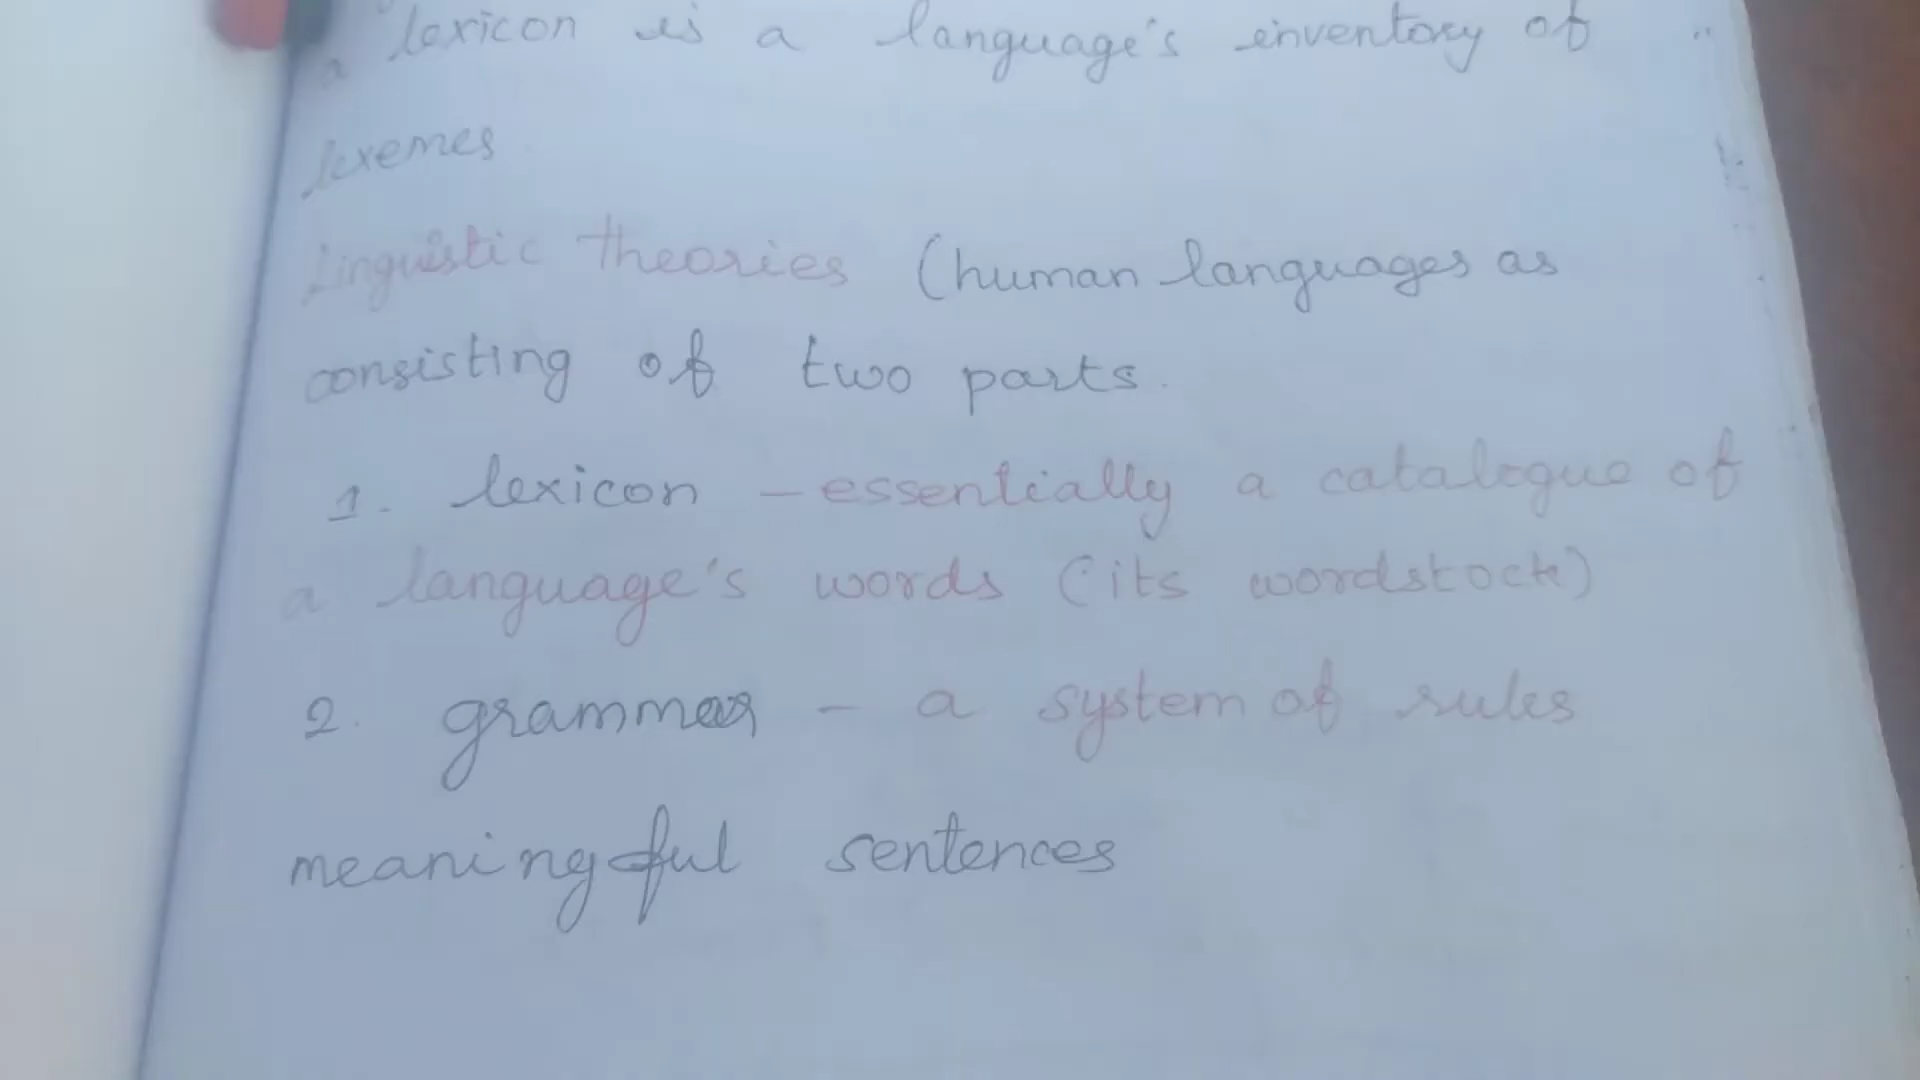 a lexicon is a language's inventory of
lexemes
Linguistic theories (human languages as
consisting of two parts.
1. lexicon - essentially a catalogue of
a language's words (its wordstock)
2. grammar - a system of rules
meaningful sentences